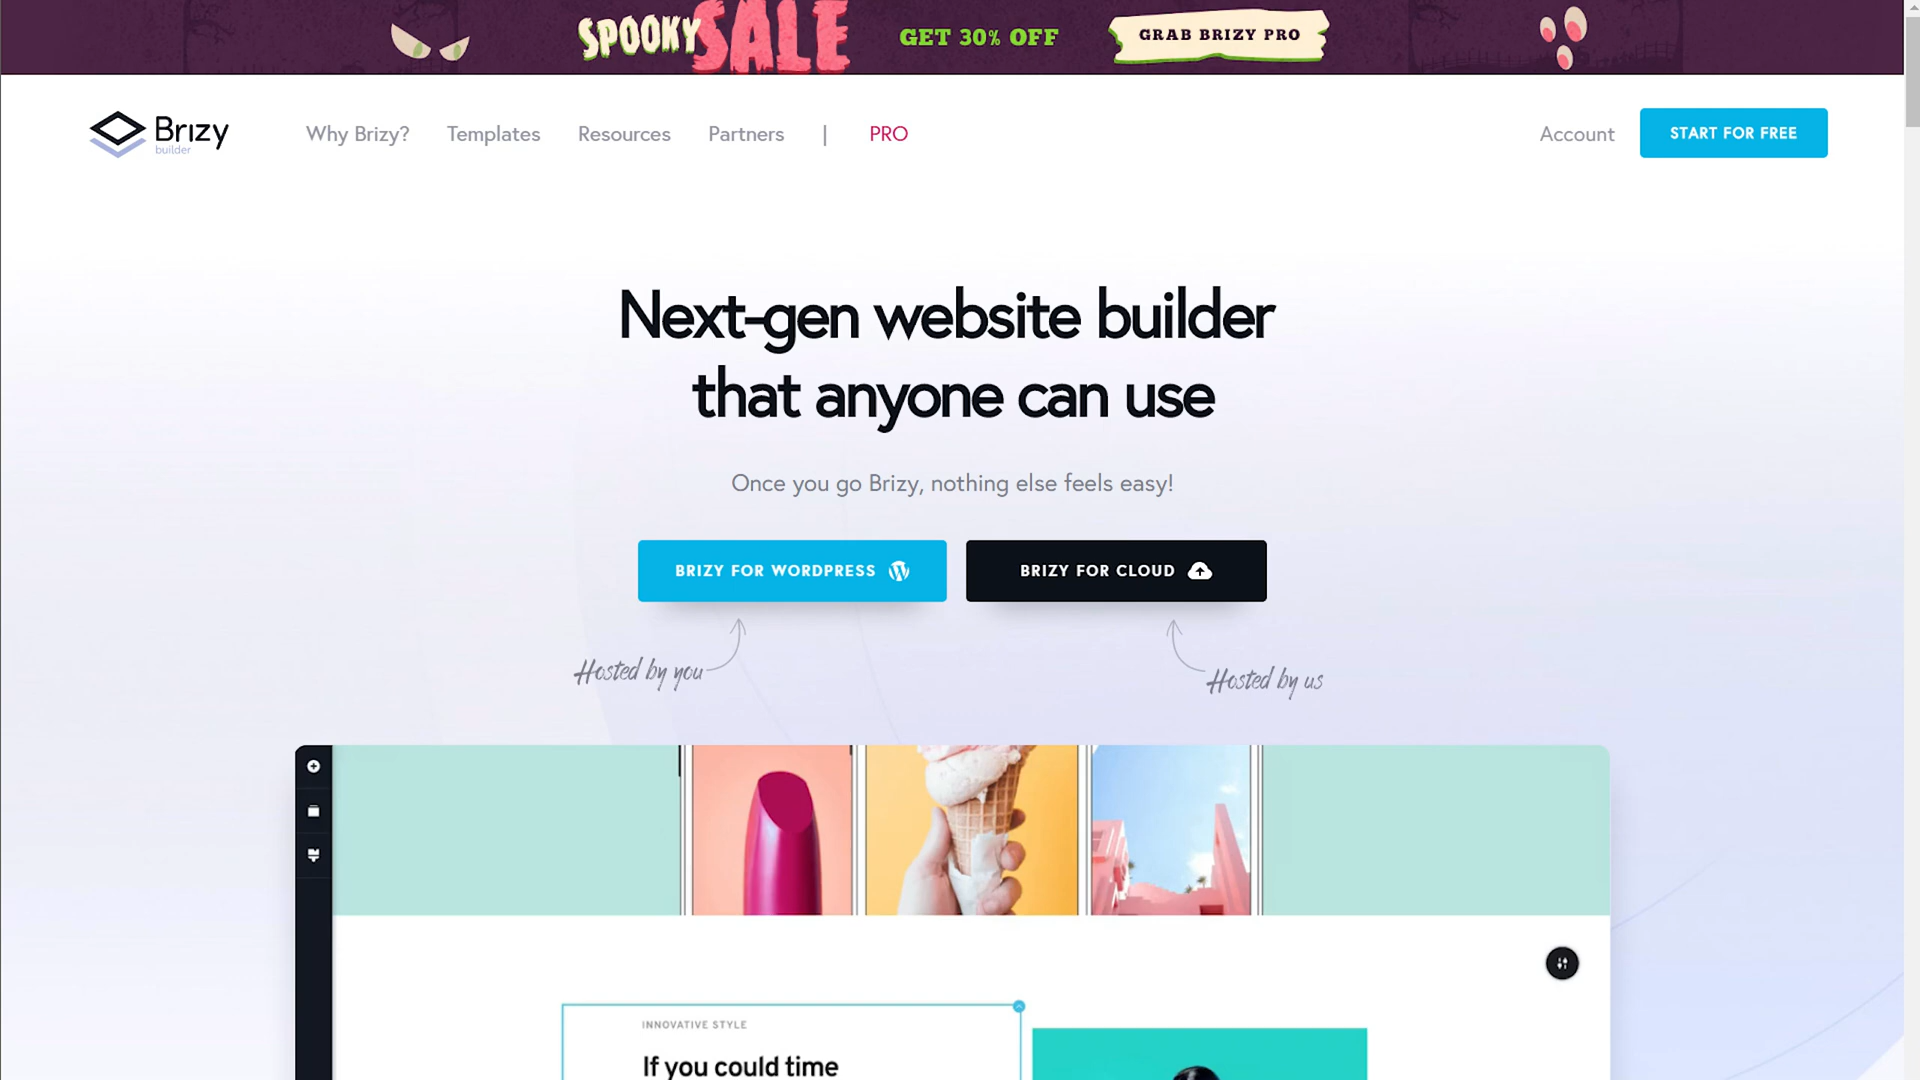 SPOOKY SALE GET 30% OFF GRAB BRIZY PRO
Brizy
builder
Why Brizy? Templates Resources Partners | PRO Account START FOR FREE
Next-gen website builder
that anyone can use
Once you go Brizy, nothing else feels easy!
BRIZY FOR WORDPRESS BRIZY FOR CLOUD
Hosted by you Hosted by us
INNOVATIVE STYLE
If you could time